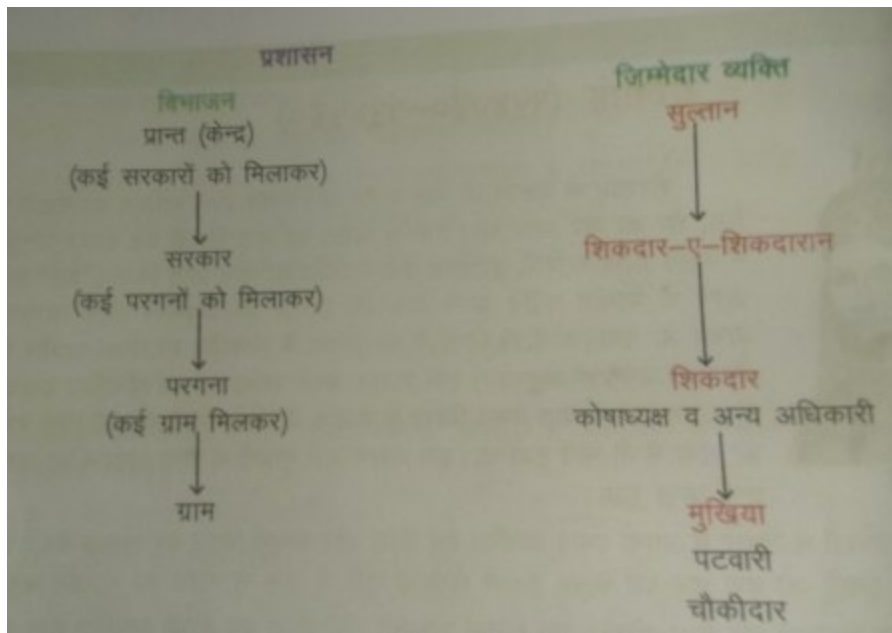 प्रशासन
विभाजन
प्रान्त (केन्द्र)
(कई सरकारों को मिलाकर)
सरकार
(कई परगनों को मिलाकर)
परगना
(कई ग्राम मिलकर)
ग्राम
जिम्मेदार व्यक्ति
सुल्तान
शिकदार-ए-शिकदारान
शिकदार
कोषाध्यक्ष व अन्य अधिकारी
मुखिया
पटवारी
चौकीदार